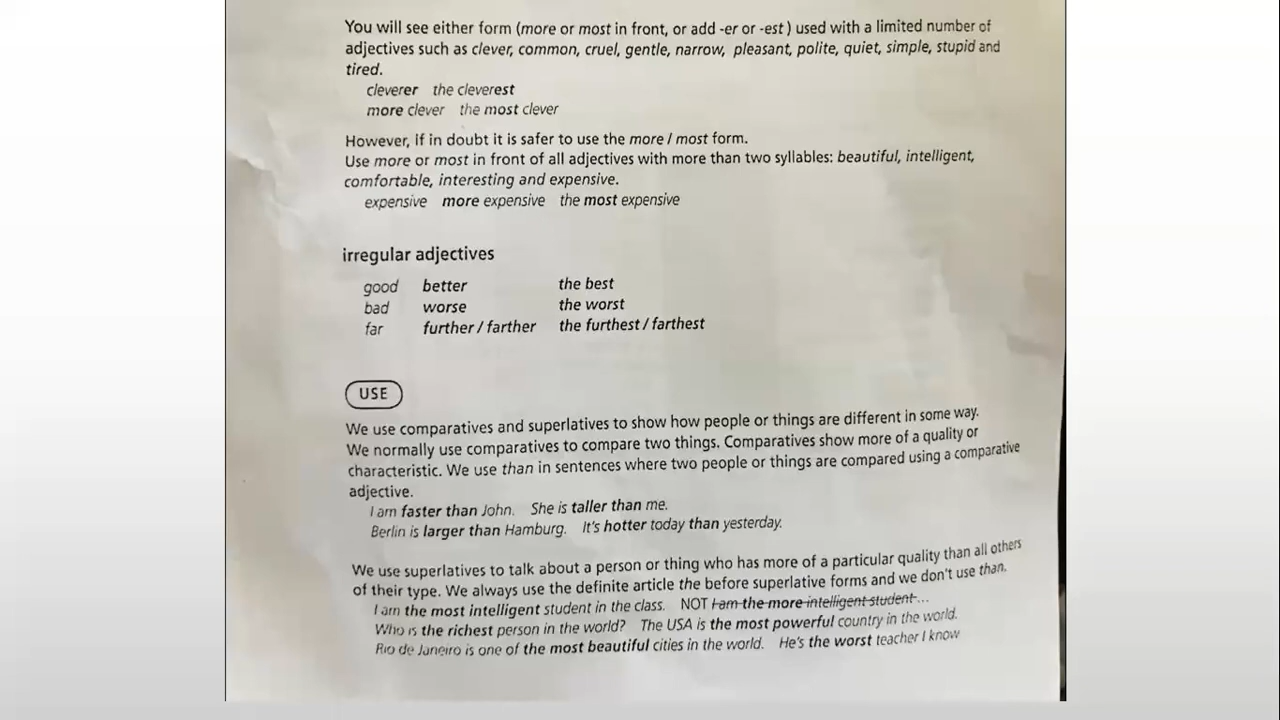 You will see either form (more or most in front, or add -er or -est ) used with a limited number of
adjectives such as clever, common, cruel, gentle, narrow, pleasant, polite, quiet, simple, stupid and
tired.
cleverer the cleverest
more clever the most clever
However, if in doubt it is safer to use the more / most form.
Use more or most in front of all adjectives with more than two syllables: beautiful, intelligent,
comfortable, interesting and expensive.
expensive more expensive the most expensive
irregular adjectives
good better the best
bad worse the worst
far further / farther the furthest / farthest
USE
We use comparatives and superlatives to show how people or things are different in some way.
We normally use comparatives to compare two things. Comparatives show more of a quality or
characteristic. We use than in sentences where two people or things are compared using a comparative
adjective.
I am faster than John. She is taller than me.
Berlin is larger than Hamburg. It's hotter today than yesterday.
We use superlatives to talk about a person or thing who has more of a particular quality than all others
of their type. We always use the definite article the before superlative forms and we don't use than.
I am the most intelligent student in the class. NOT I am the more intelligent student ...
Who is the richest person in the world? The USA is the most powerful country in the world.
Rio de Janeiro is one of the most beautiful cities in the world. He's the worst teacher I know